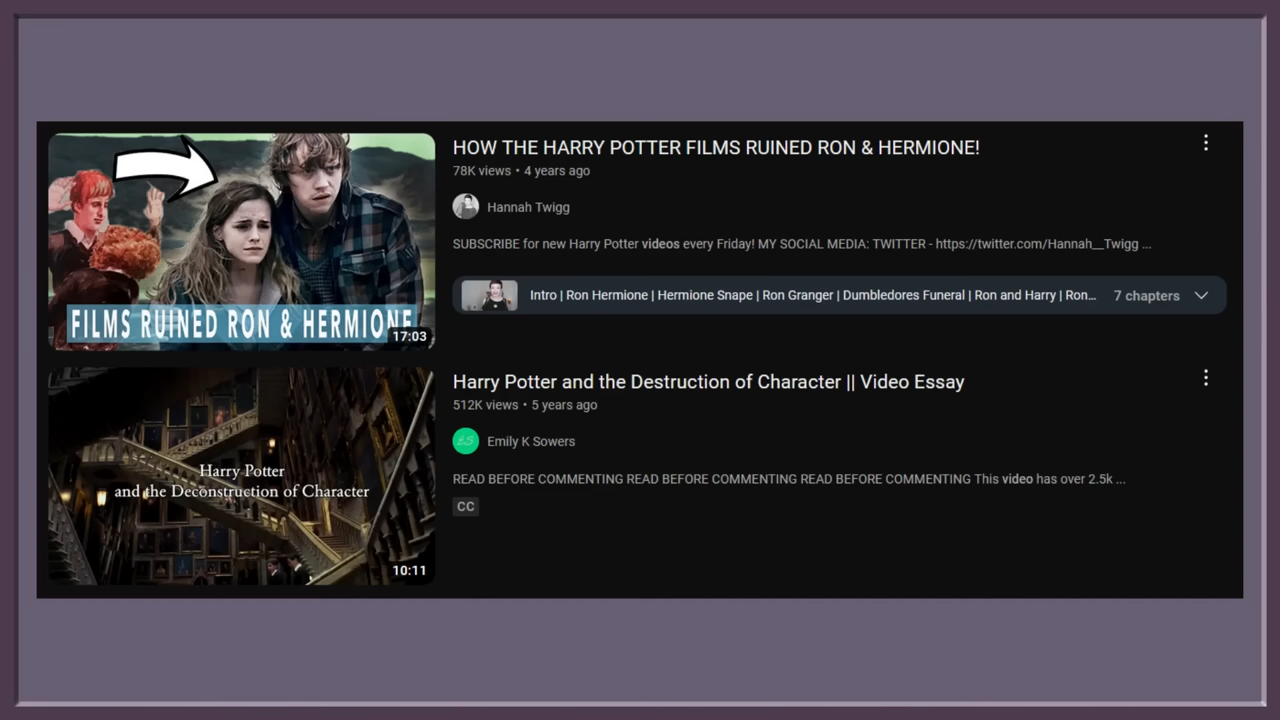 FILMS RUINED RON & HERMIONE
17:03
HOW THE HARRY POTTER FILMS RUINED RON & HERMIONE!
78K views • 4 years ago
Hannah Twigg
SUBSCRIBE for new Harry Potter videos every Friday! MY SOCIAL MEDIA: TWITTER - https://twitter.com/Hannah__Twigg ...
Intro | Ron Hermione | Hermione Snape | Ron Granger | Dumbledores Funeral | Ron and Harry | Ron... 7 chapters
Harry Potter
and the Deconstruction of Character
10:11
Harry Potter and the Destruction of Character || Video Essay
512K views • 5 years ago
ES
Emily K Sowers
READ BEFORE COMMENTING READ BEFORE COMMENTING READ BEFORE COMMENTING This video has over 2.5k ...
CC